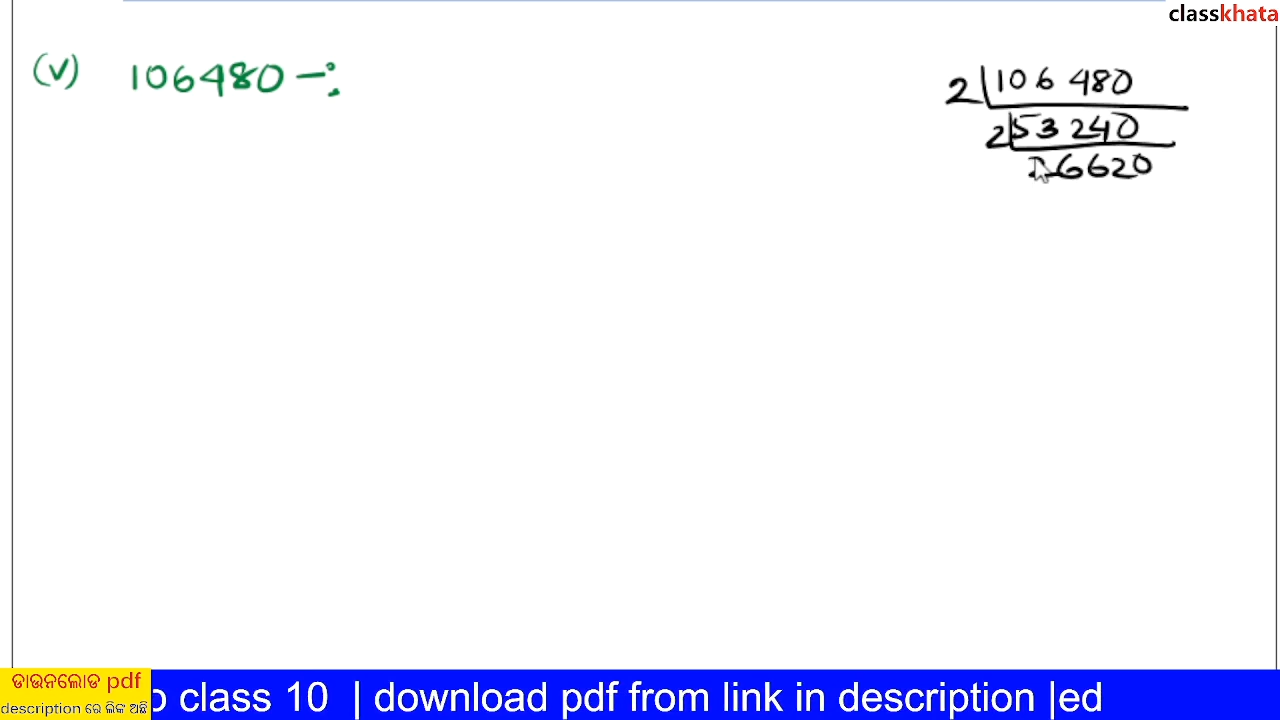 classkhata
(v) 106480 -:
2 | 106480
2 | 53240
26620
ଡାଉନଲୋଡ pdf
description ରେ ଲିଙ୍କ ଅଛି
o class 10 | download pdf from link in description |ed